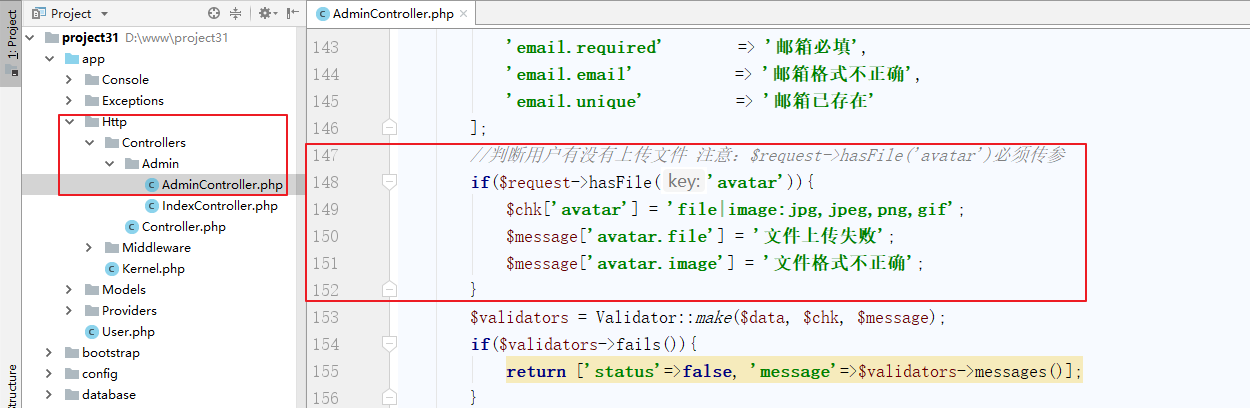 Project
AdminController.php
1: Project
Structure
project31 D:\www\project31
app
Console
Exceptions
Http
Controllers
Admin
AdminController.php
IndexController.php
Controller.php
Middleware
Kernel.php
Models
Providers
User.php
bootstrap
config
database
143 'email.required' => '邮箱必填',
144 'email.email' => '邮箱格式不正确',
145 'email.unique' => '邮箱已存在'
146 ];
147 //判断用户有没有上传文件 注意：$request->hasFile('avatar')必须传参
148 if($request->hasFile( key: 'avatar')){
149 $chk['avatar'] = 'file|image:jpg,jpeg,png,gif';
150 $message['avatar.file'] = '文件上传失败';
151 $message['avatar.image'] = '文件格式不正确';
152 }
153 $validators = Validator::make($data, $chk, $message);
154 if($validators->fails()){
155 return ['status'=>false, 'message'=>$validators->messages()];
156 }